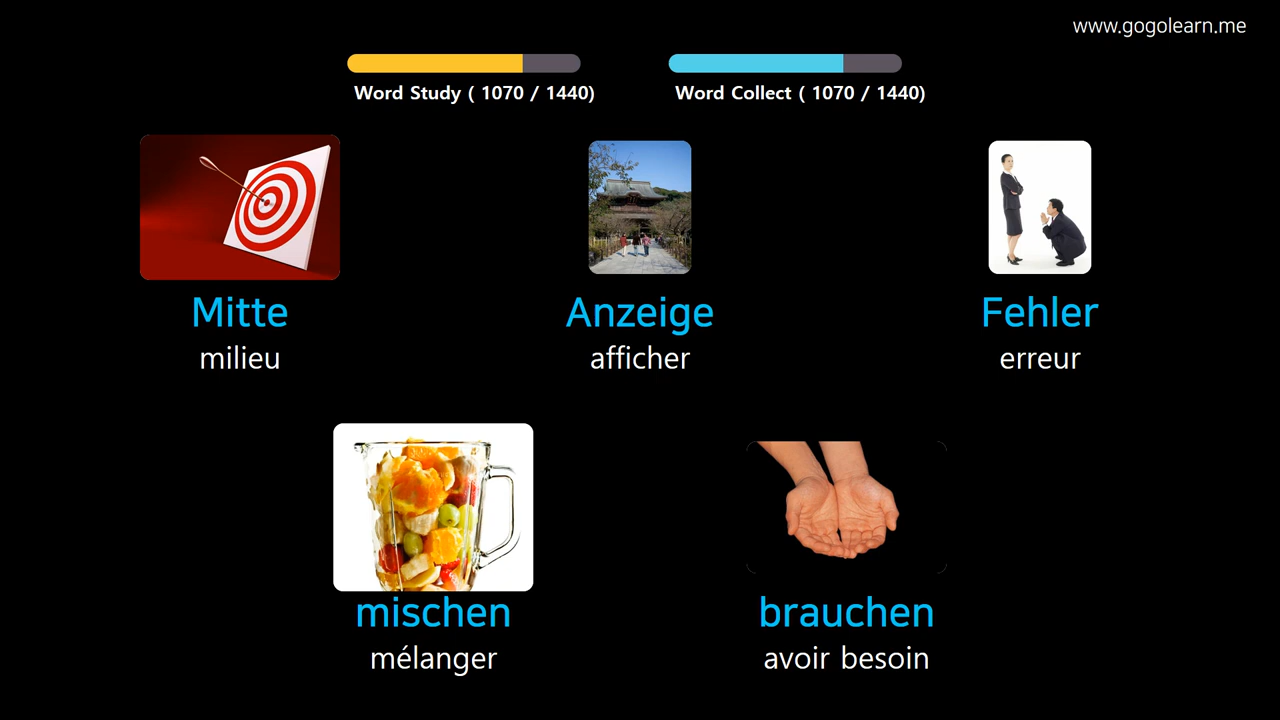 www.gogolearn.me
Word Study ( 1070 / 1440)
Word Collect ( 1070 / 1440)
Mitte
milieu
Anzeige
afficher
Fehler
erreur
mischen
mélanger
brauchen
avoir besoin